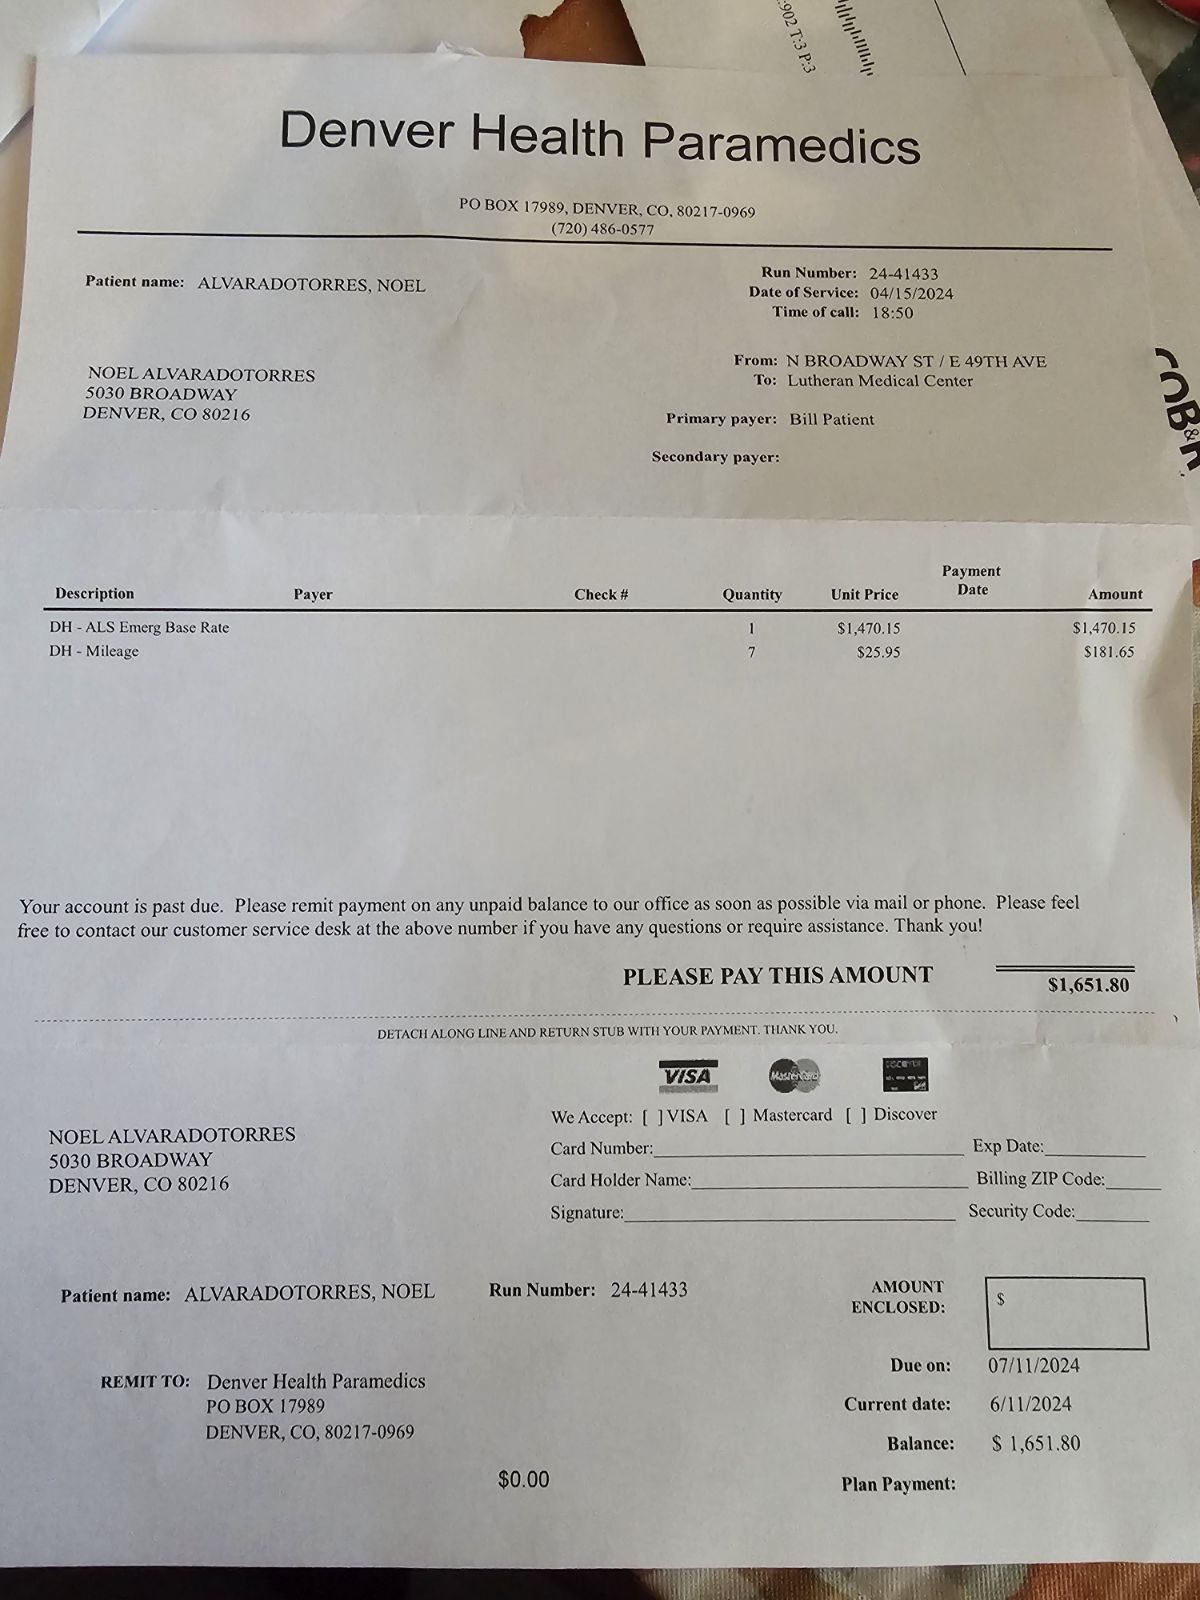 :902 T:3 P:3
Denver Health Paramedics
PO BOX 17989, DENVER, CO, 80217-0969
(720) 486-0577
Patient name: ALVARADOTORRES, NOEL
Run Number: 24-41433
Date of Service: 04/15/2024
Time of call: 18:50
NOEL ALVARADOTORRES
5030 BROADWAY
DENVER, CO 80216
From: N BROADWAY ST / E 49TH AVE
To: Lutheran Medical Center
Primary payer: Bill Patient
Secondary payer:
Description Payer Check # Quantity Unit Price Payment Date Amount
DH - ALS Emerg Base Rate 1 $1,470.15 $1,470.15
DH - Mileage 7 $25.95 $181.65
Your account is past due. Please remit payment on any unpaid balance to our office as soon as possible via mail or phone. Please feel
free to contact our customer service desk at the above number if you have any questions or require assistance. Thank you!
PLEASE PAY THIS AMOUNT $1,651.80
DETACH ALONG LINE AND RETURN STUB WITH YOUR PAYMENT. THANK YOU.
VISA MasterCard DISCOVER
We Accept: [ ] VISA [ ] Mastercard [ ] Discover
NOEL ALVARADOTORRES
5030 BROADWAY
DENVER, CO 80216
Card Number: Exp Date:
Card Holder Name: Billing ZIP Code:
Signature: Security Code:
Patient name: ALVARADOTORRES, NOEL Run Number: 24-41433
AMOUNT
ENCLOSED: $
REMIT TO: Denver Health Paramedics
PO BOX 17989
DENVER, CO, 80217-0969
Due on: 07/11/2024
Current date: 6/11/2024
Balance: $ 1,651.80
$0.00
Plan Payment: